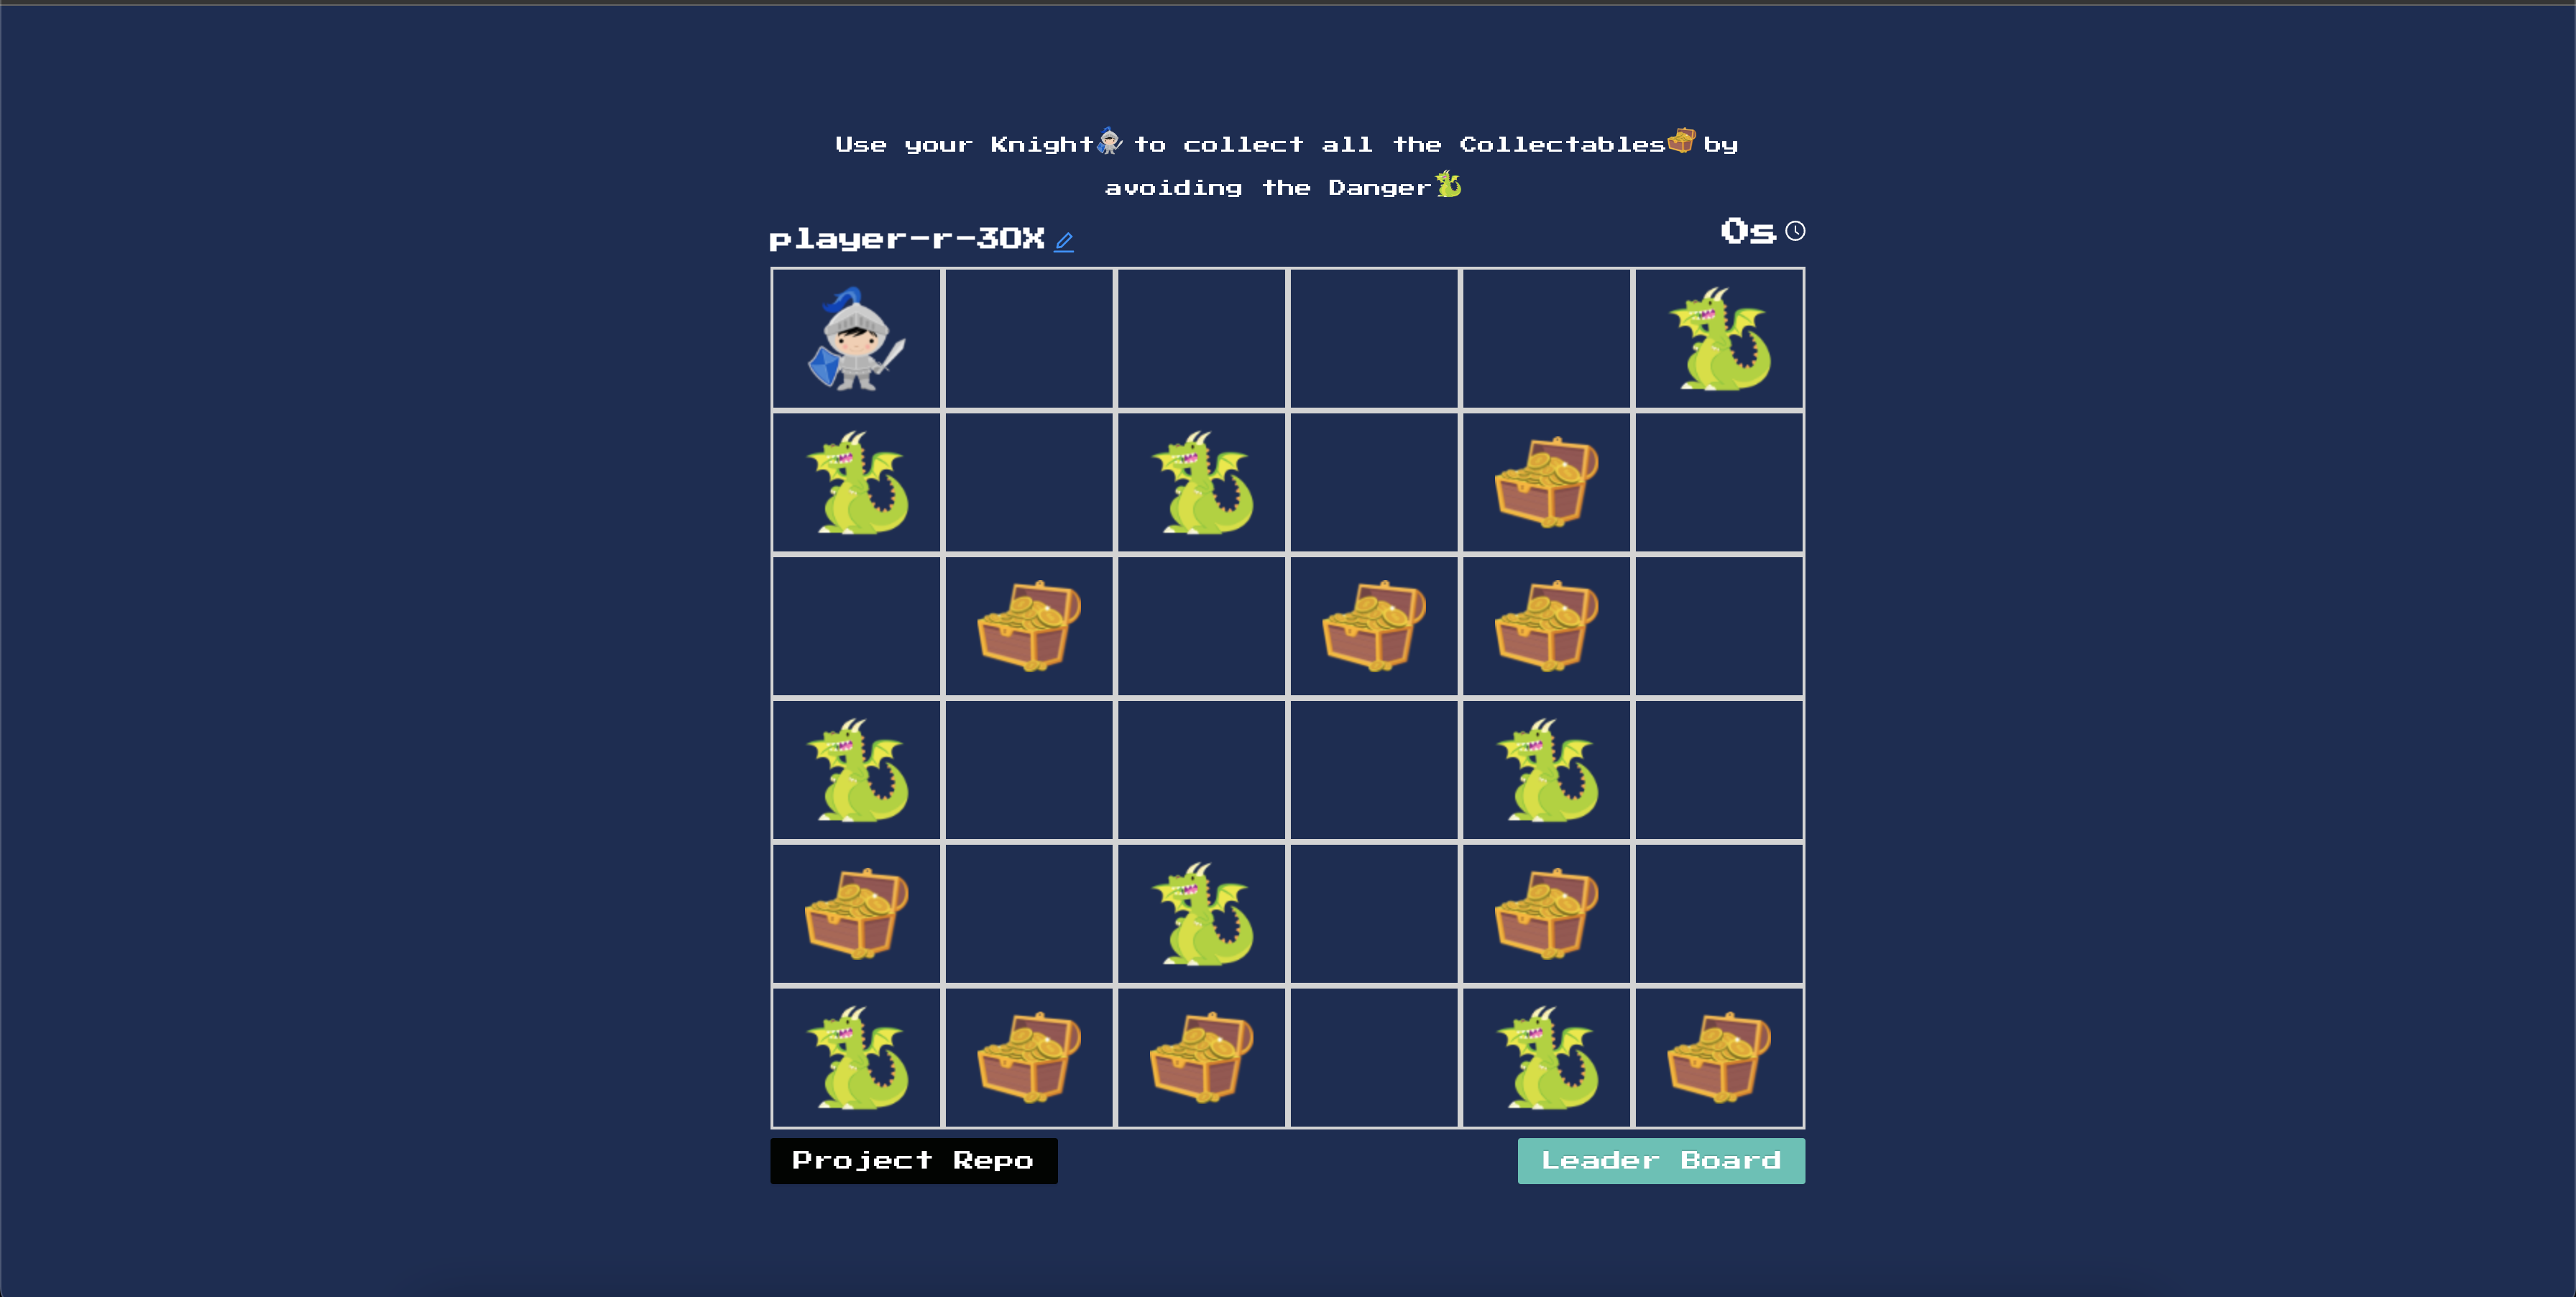 Use your Knight to collect all the Collectables by
avoiding the Danger
player-r-30X
0s
Project Repo
Leader Board